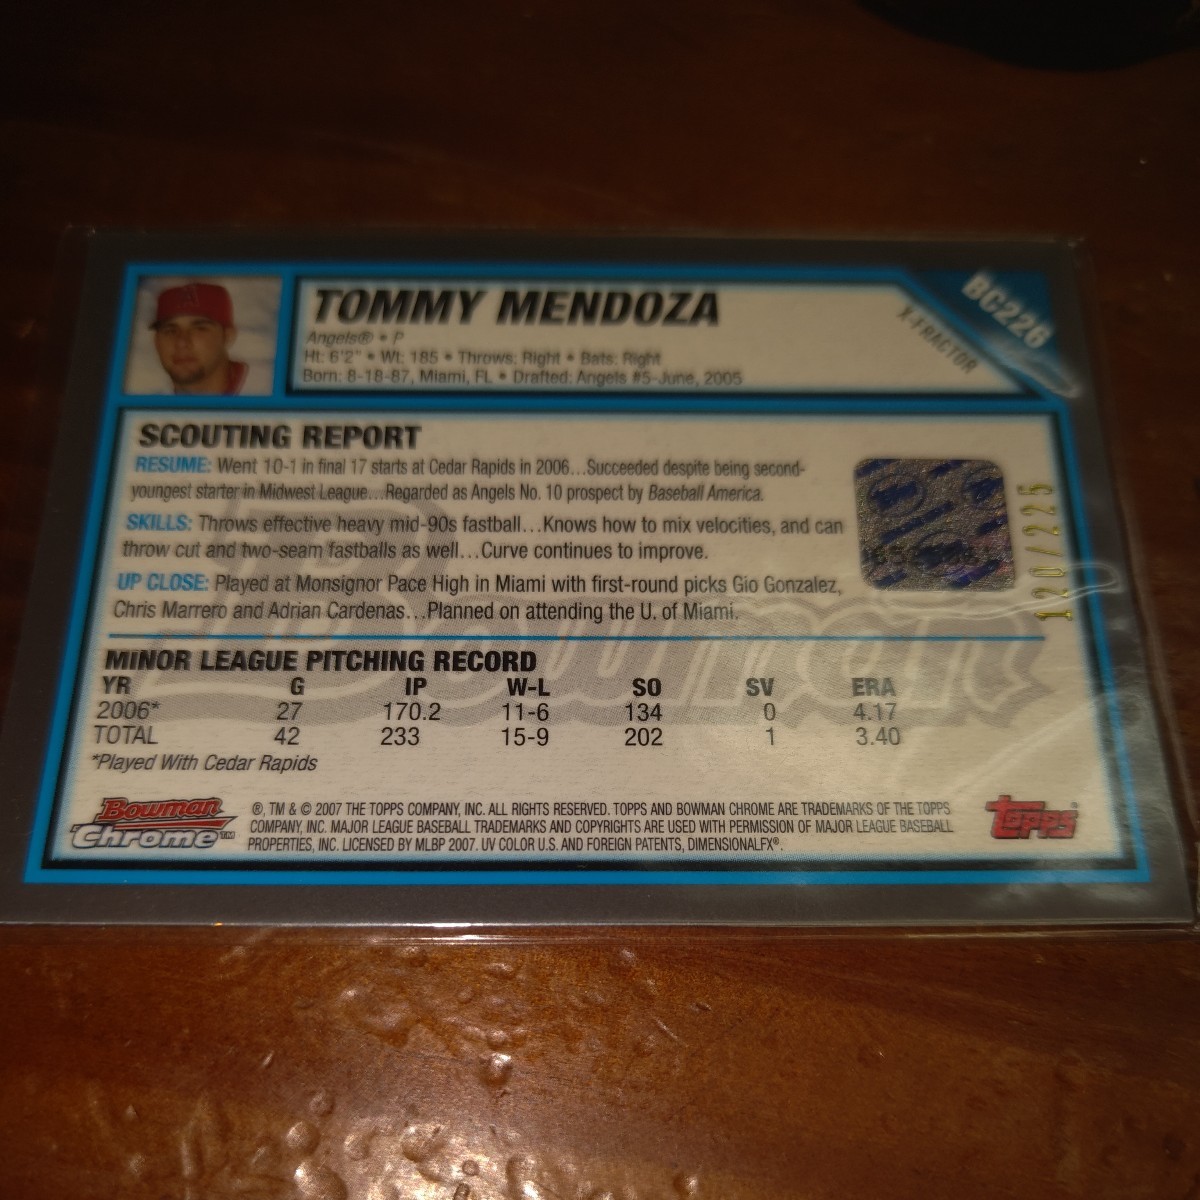 TOMMY MENDOZA
Angels® • P
Ht: 6'2" • Wt: 185 • Throws: Right • Bats: Right
Born: 8-18-87, Miami, FL • Drafted: Angels #5-June, 2005
BC226
X-FRACTOR
SCOUTING REPORT
RESUME: Went 10-1 in final 17 starts at Cedar Rapids in 2006...Succeeded despite being second-
youngest starter in Midwest League...Regarded as Angels No. 10 prospect by Baseball America.
SKILLS: Throws effective heavy mid-90s fastball...Knows how to mix velocities, and can
throw cut and two-seam fastballs as well...Curve continues to improve.
UP CLOSE: Played at Monsignor Pace High in Miami with first-round picks Gio Gonzalez,
Chris Marrero and Adrian Cardenas...Planned on attending the U. of Miami.
120/225
Bowman
MINOR LEAGUE PITCHING RECORD
YR G IP W-L SO SV ERA
2006* 27 170.2 11-6 134 0 4.17
TOTAL 42 233 15-9 202 1 3.40
*Played With Cedar Rapids
Bowman
Chrome™
®, TM & © 2007 THE TOPPS COMPANY, INC. ALL RIGHTS RESERVED. TOPPS AND BOWMAN CHROME ARE TRADEMARKS OF THE TOPPS
COMPANY, INC. MAJOR LEAGUE BASEBALL TRADEMARKS AND COPYRIGHTS ARE USED WITH PERMISSION OF MAJOR LEAGUE BASEBALL
PROPERTIES, INC. LICENSED BY MLBP 2007. UV COLOR U.S. AND FOREIGN PATENTS, DIMENSIONALFX®.
topps®